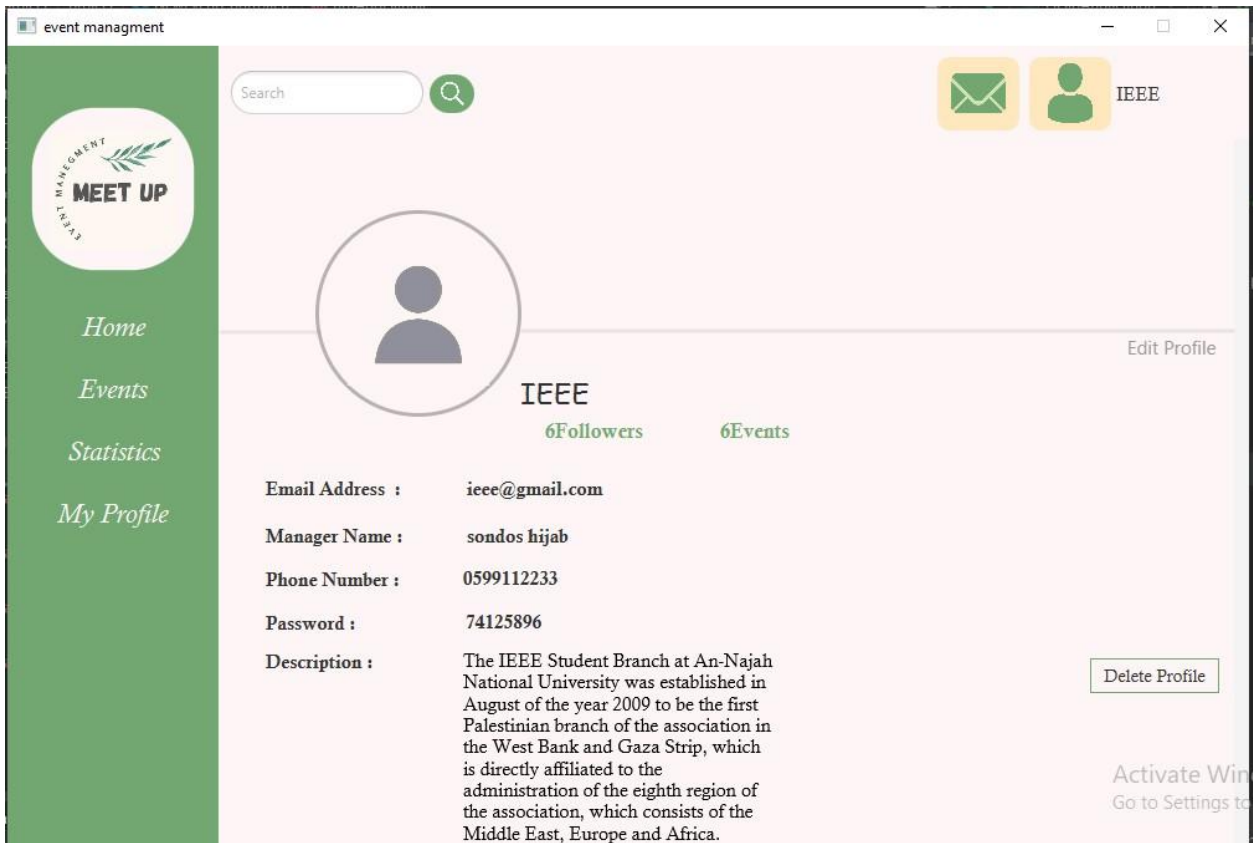 event managment
Search
IEEE
EVENT MANEGMENT
MEET UP
Home
Events
Statistics
My Profile
Edit Profile
IEEE
6Followers 6Events
Email Address : ieee@gmail.com
Manager Name : sondos hijab
Phone Number : 0599112233
Password : 74125896
Description : The IEEE Student Branch at An-Najah
National University was established in
August of the year 2009 to be the first
Palestinian branch of the association in
the West Bank and Gaza Strip, which
is directly affiliated to the
administration of the eighth region of
the association, which consists of the
Middle East, Europe and Africa.
Delete Profile
Activate Win
Go to Settings to